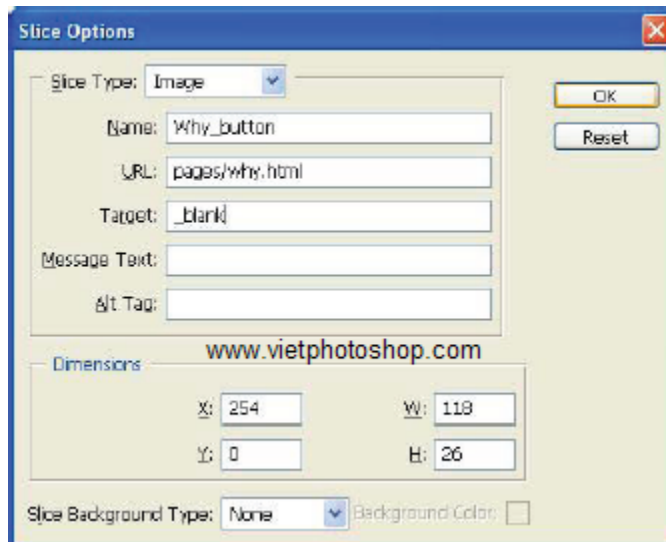 Slice Options
Slice Type: Image
OK
Name: Why_button
Reset
URL: pages/why.html
Target: _blank
Message Text:
Alt Tag:
www.vietphotoshop.com
Dimensions
X: 254 W: 118
Y: 0 H: 26
Slice Background Type: None Background Color: